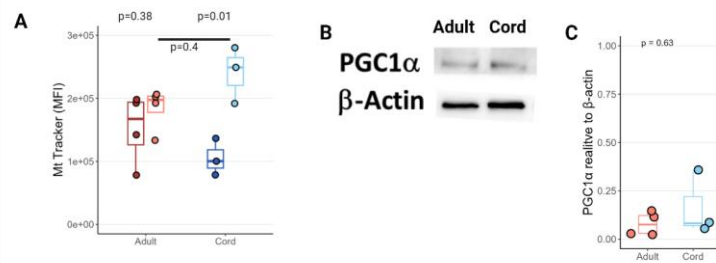 A
p=0.38 p=0.01
p=0.4
3e+05
2e+05
1e+05
0e+00
Mt Tracker (MFI)
Adult Cord
B
Adult Cord
PGC1α
β-Actin
C
p = 0.63
1.00
0.75
0.50
0.25
0.00
PGC1α realitve to β-actin
Adult Cord